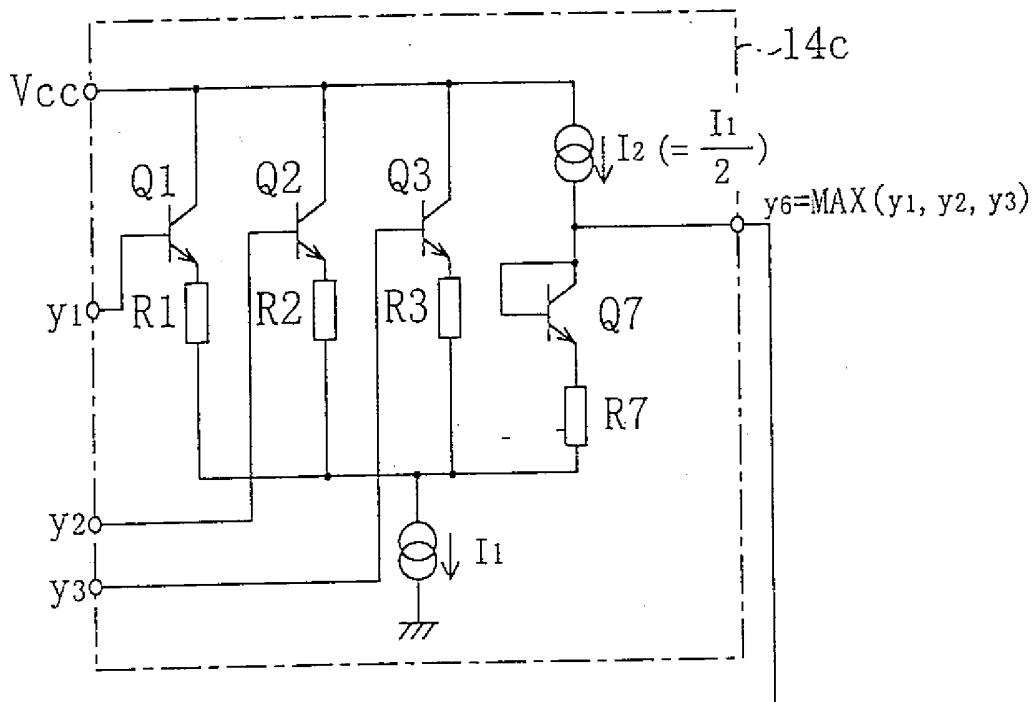 14c
Vcc
I2 (= I1/2)
y6=MAX(y1, y2, y3)
Q1
Q2
Q3
y1
R1
R2
R3
Q7
R7
y2
I1
y3